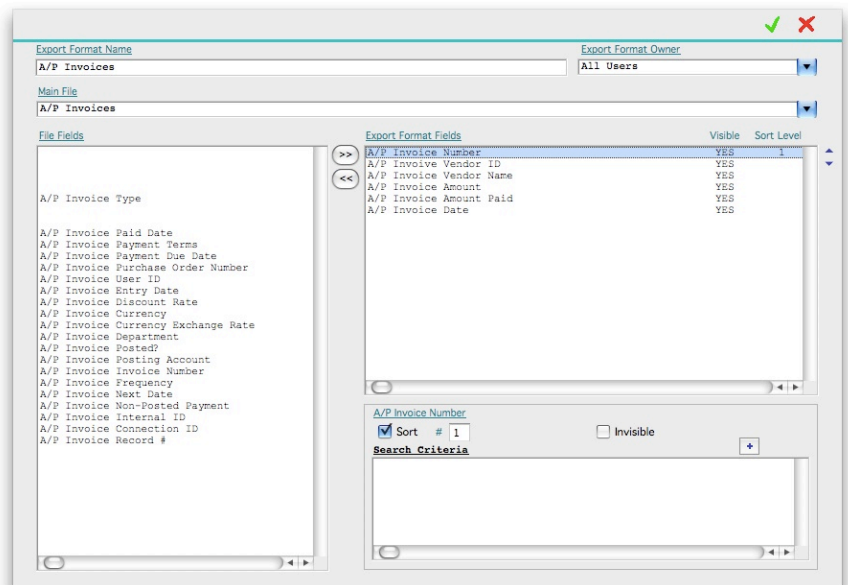 Export Format Name
Export Format Owner
A/P Invoices
All Users
Main File
A/P Invoices
File Fields
A/P Invoice Type
A/P Invoice Paid Date
A/P Invoice Payment Terms
A/P Invoice Payment Due Date
A/P Invoice Purchase Order Number
A/P Invoice User ID
A/P Invoice Entry Date
A/P Invoice Discount Rate
A/P Invoice Currency
A/P Invoice Currency Exchange Rate
A/P Invoice Department
A/P Invoice Posted?
A/P Invoice Posting Account
A/P Invoice Invoice Number
A/P Invoice Frequency
A/P Invoice Next Date
A/P Invoice Non-Posted Payment
A/P Invoice Internal ID
A/P Invoice Connection ID
A/P Invoice Record #
>>
<<
Export Format Fields Visible Sort Level
A/P Invoice Number YES 1
A/P Invoive Vendor ID YES
A/P Invoice Vendor Name YES
A/P Invoice Amount YES
A/P Invoice Amount Paid YES
A/P Invoice Date YES
A/P Invoice Number
Sort # 1 Invisible
+
Search Criteria